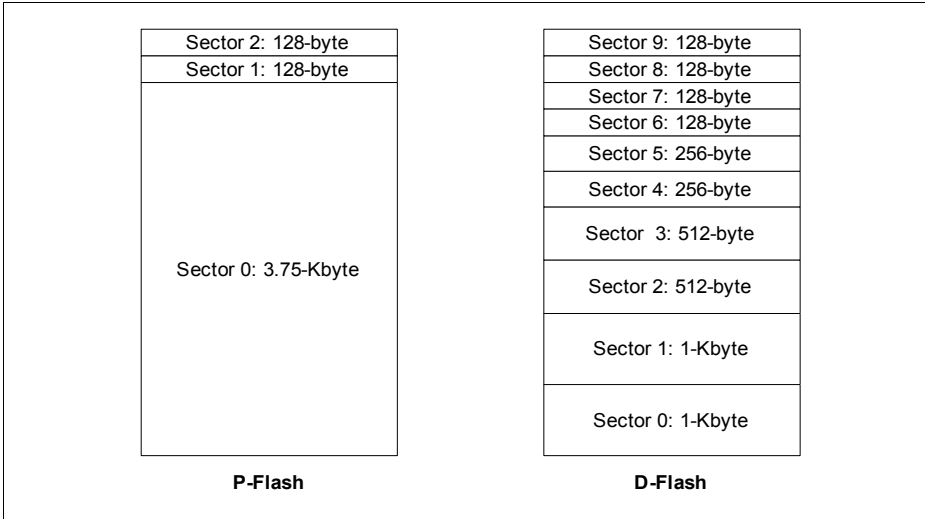 Sector 2: 128-byte
Sector 1: 128-byte
Sector 0: 3.75-Kbyte
P-Flash
Sector 9: 128-byte
Sector 8: 128-byte
Sector 7: 128-byte
Sector 6: 128-byte
Sector 5: 256-byte
Sector 4: 256-byte
Sector 3: 512-byte
Sector 2: 512-byte
Sector 1: 1-Kbyte
Sector 0: 1-Kbyte
D-Flash